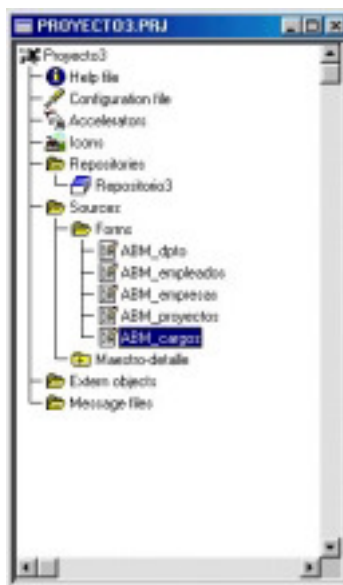 PROYECTO3.PRJ
Proyecto3
Help file
Configuration file
Accelerators
Icons
Repositories
Repositorio3
Sources
Forms
ABM_dpto
ABM_empleados
ABM_empresas
ABM_proyectos
ABM_cargos
Maestro-detalle
Extern objects
Message files